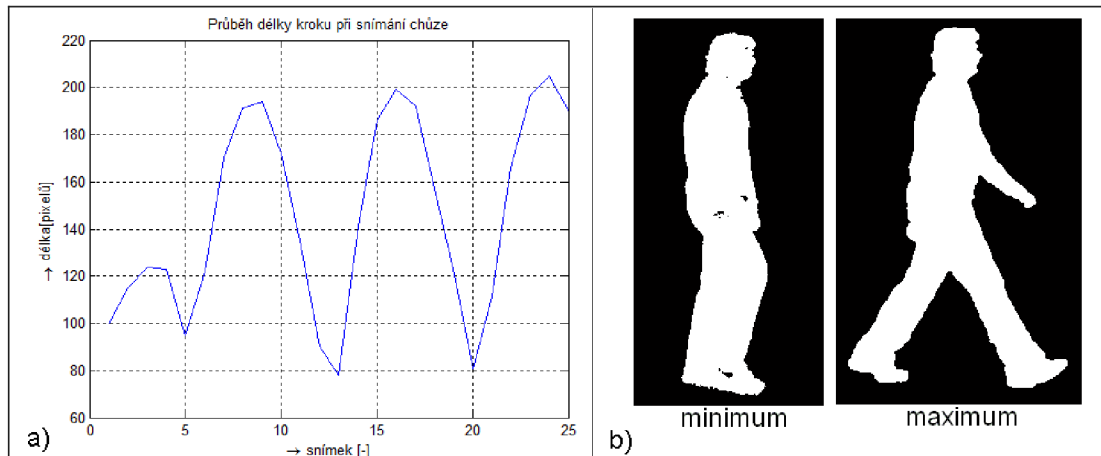 Průběh délky kroku při snímání chůze
220
200
180
160
140
120
100
80
60
→ délka[pixelů]
0 5 10 15 20 25
→ snímek [-]
a)
minimum
maximum
b)